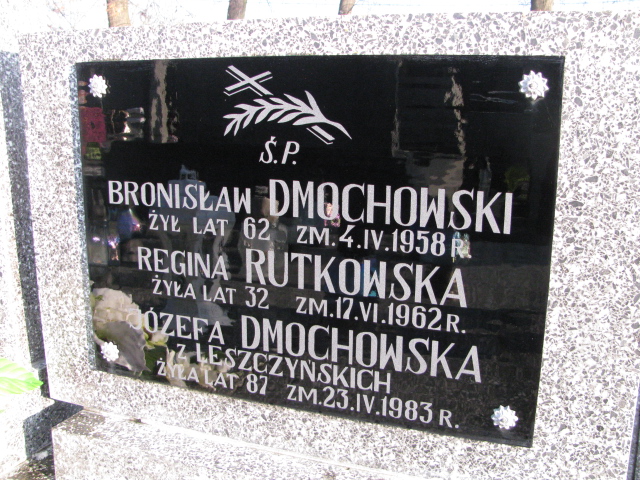 Ś.P.
BRONISŁAW DMOCHOWSKI
ŻYŁ LAT 62 ZM. 4.IV.1958 R.
REGINA RUTKOWSKA
ŻYŁA LAT 32 ZM. 17.VI.1962 R.
JÓZEFA DMOCHOWSKA
Z LESZCZYŃSKICH
ŻYŁA LAT 87 ZM. 23.IV.1983 R.